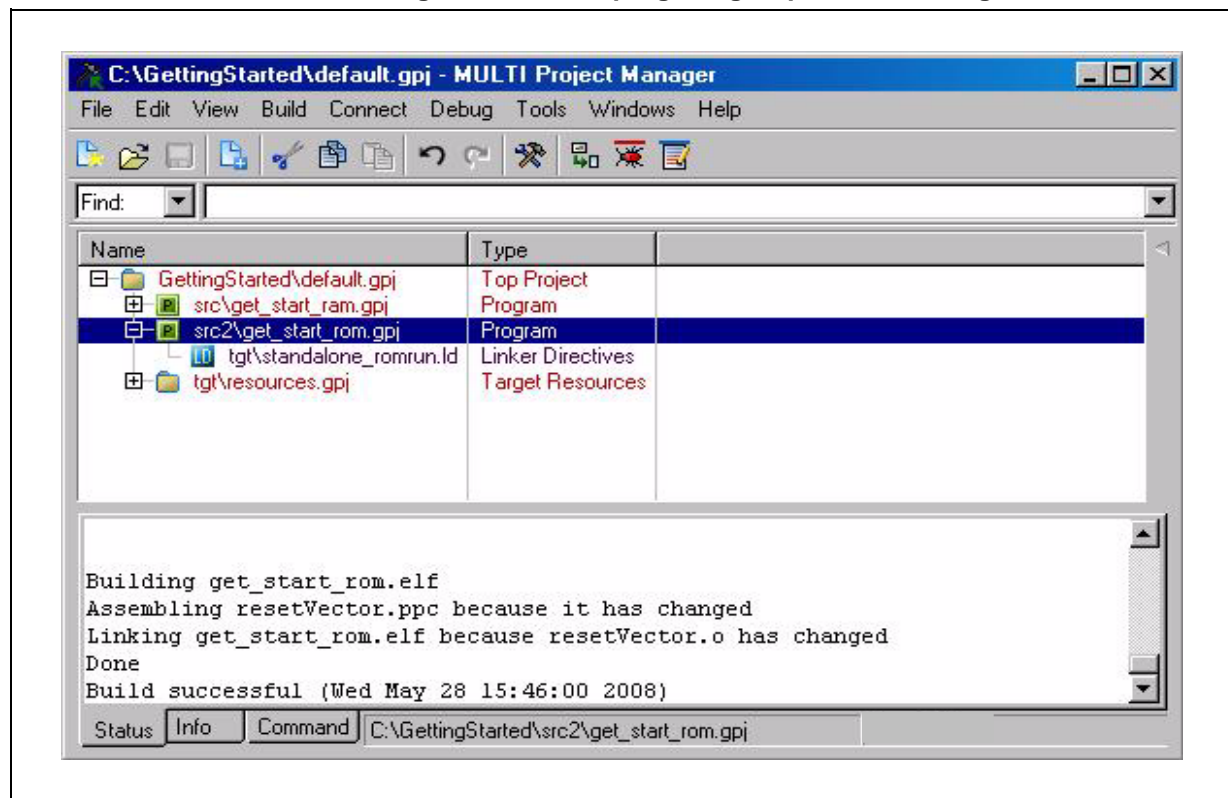 C:\GettingStarted\default.gpj - MULTI Project Manager
File Edit View Build Connect Debug Tools Windows Help
Find:
Name Type
GettingStarted\default.gpj Top Project
src\get_start_ram.gpj Program
src2\get_start_rom.gpj Program
tgt\standalone_romrun.ld Linker Directives
tgt\resources.gpj Target Resources
Building get_start_rom.elf
Assembling resetVector.ppc because it has changed
Linking get_start_rom.elf because resetVector.o has changed
Done
Build successful (Wed May 28 15:46:00 2008)
Status Info Command C:\GettingStarted\src2\get_start_rom.gpj